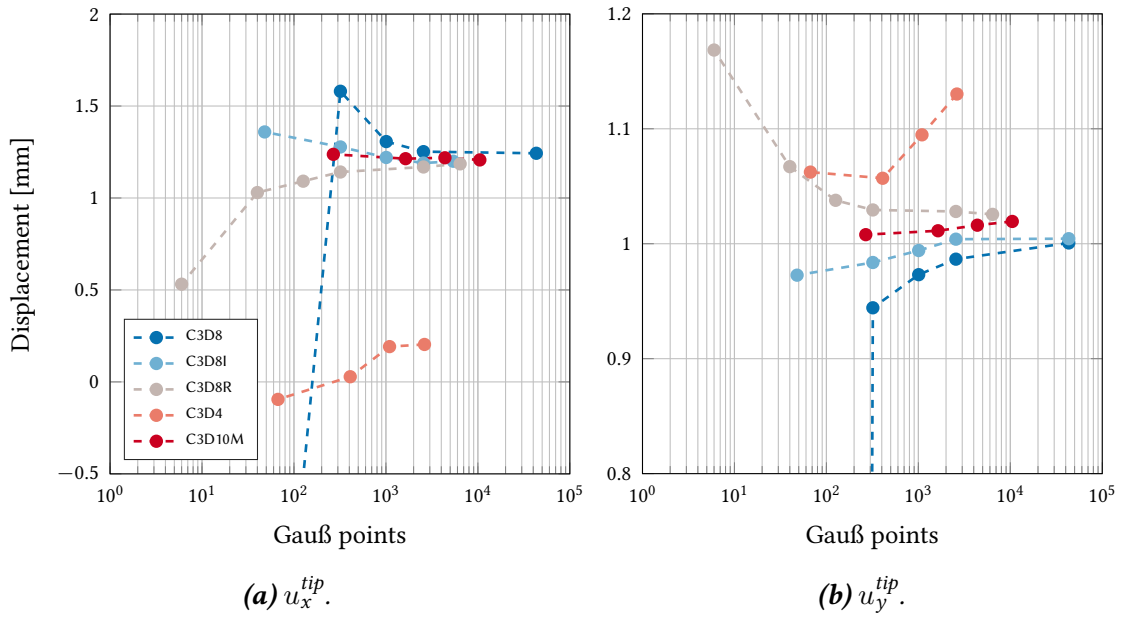 2
1.5
1
0.5
0
−0.5
10^0
10^1
10^2
10^3
10^4
10^5
Displacement [mm]
Gauß points
C3D8
C3D8I
C3D8R
C3D4
C3D10M
(a) u_x^tip.
1.2
1.1
1
0.9
0.8
10^0
10^1
10^2
10^3
10^4
10^5
Gauß points
(b) u_y^tip.